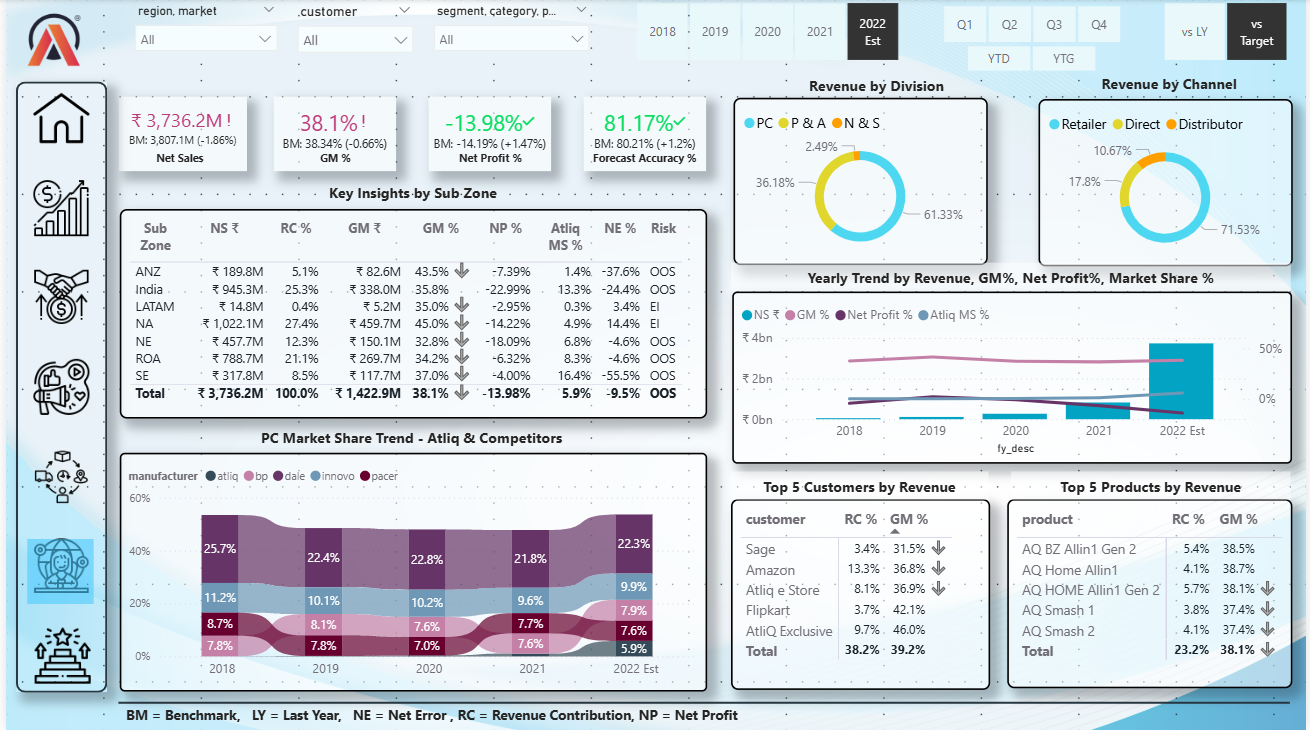 region, market
customer
segment, category, p...
All
All
All
2018
2019
2020
2021
2022 Est
Q1
Q2
Q3
Q4
YTD
YTG
vs LY
vs Target
₹ 3,736.2M !
BM: 3,807.1M (-1.86%)
Net Sales
38.1% !
BM: 38.34% (-0.66%)
GM %
-13.98%✓
BM: -14.19% (+1.47%)
Net Profit %
81.17%✓
BM: 80.21% (+1.2%)
Forecast Accuracy %
Revenue by Division
PC P & A N & S
2.49%
36.18%
61.33%
Revenue by Channel
Retailer Direct Distributor
10.67%
17.8%
71.53%
Key Insights by Sub Zone
Sub Zone NS ₹ RC % GM ₹ GM % NP % Atliq MS % NE % Risk
ANZ ₹ 189.8M 5.1% ₹ 82.6M 43.5% -7.39% 1.4% -37.6% OOS
India ₹ 945.3M 25.3% ₹ 338.0M 35.8% -22.99% 13.3% -24.4% OOS
LATAM ₹ 14.8M 0.4% ₹ 5.2M 35.0% -2.95% 0.3% 3.4% EI
NA ₹ 1,022.1M 27.4% ₹ 459.7M 45.0% -14.22% 4.9% 14.4% EI
NE ₹ 457.7M 12.3% ₹ 150.1M 32.8% -18.09% 6.8% -4.6% OOS
ROA ₹ 788.7M 21.1% ₹ 269.7M 34.2% -6.32% 8.3% -4.6% OOS
SE ₹ 317.8M 8.5% ₹ 117.7M 37.0% -4.00% 16.4% -55.5% OOS
Total ₹ 3,736.2M 100.0% ₹ 1,422.9M 38.1% -13.98% 5.9% -9.5% OOS
Yearly Trend by Revenue, GM%, Net Profit%, Market Share %
NS ₹ GM % Net Profit % Atliq MS %
₹ 4bn
₹ 2bn
₹ 0bn
50%
0%
2018 2019 2020 2021 2022 Est
fy_desc
PC Market Share Trend - Atliq & Competitors
manufacturer atliq bp dale innovo pacer
60%
40%
20%
0%
25.7% 22.4% 22.8% 21.8% 22.3%
11.2% 10.1% 10.2% 9.6% 9.9%
8.7% 8.1% 7.6% 7.7% 7.9%
7.8% 7.8% 7.0% 7.6% 7.6%
5.9%
2018 2019 2020 2021 2022 Est
Top 5 Customers by Revenue
customer RC % GM %
Sage 3.4% 31.5%
Amazon 13.3% 36.8%
Atliq e Store 8.1% 36.9%
Flipkart 3.7% 42.1%
AtliQ Exclusive 9.7% 46.0%
Total 38.2% 39.2%
Top 5 Products by Revenue
product RC % GM %
AQ BZ Allin1 Gen 2 5.4% 38.5%
AQ Home Allin1 4.1% 38.7%
AQ HOME Allin1 Gen 2 5.7% 38.1%
AQ Smash 1 3.8% 37.4%
AQ Smash 2 4.1% 37.4%
Total 23.2% 38.1%
BM = Benchmark, LY = Last Year, NE = Net Error , RC = Revenue Contribution, NP = Net Profit